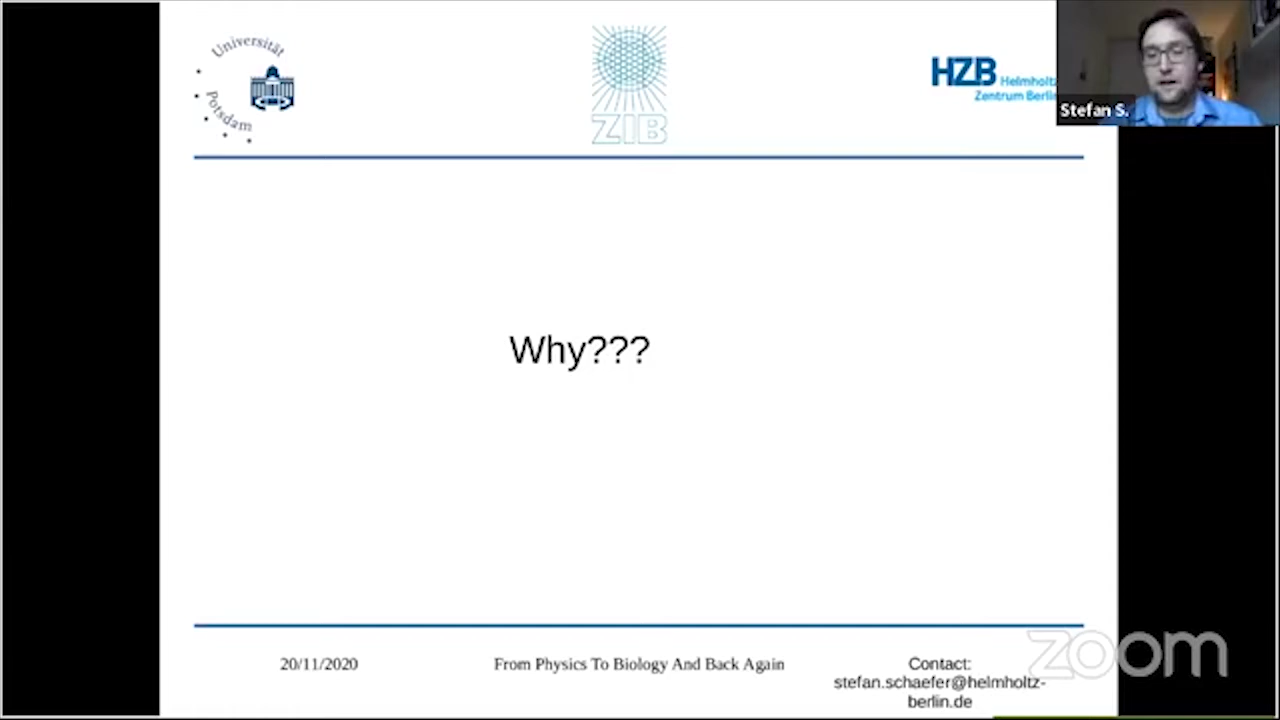 Universität
Potsdam
ZIB
HZB Helmholtz
Zentrum Berlin
Stefan S.
Why???
20/11/2020
From Physics To Biology And Back Again
Contact:
stefan.schaefer@helmholtz-
berlin.de
zoom